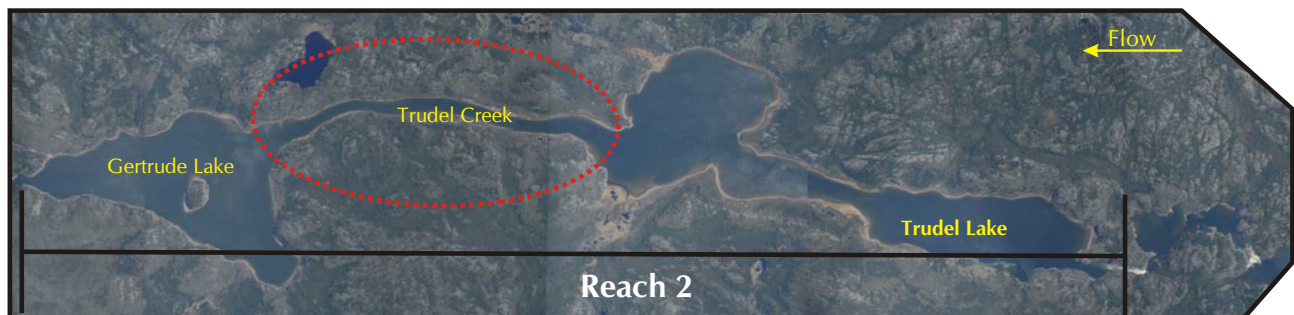 Flow
Trudel Creek
Gertrude Lake
Trudel Lake
Reach 2